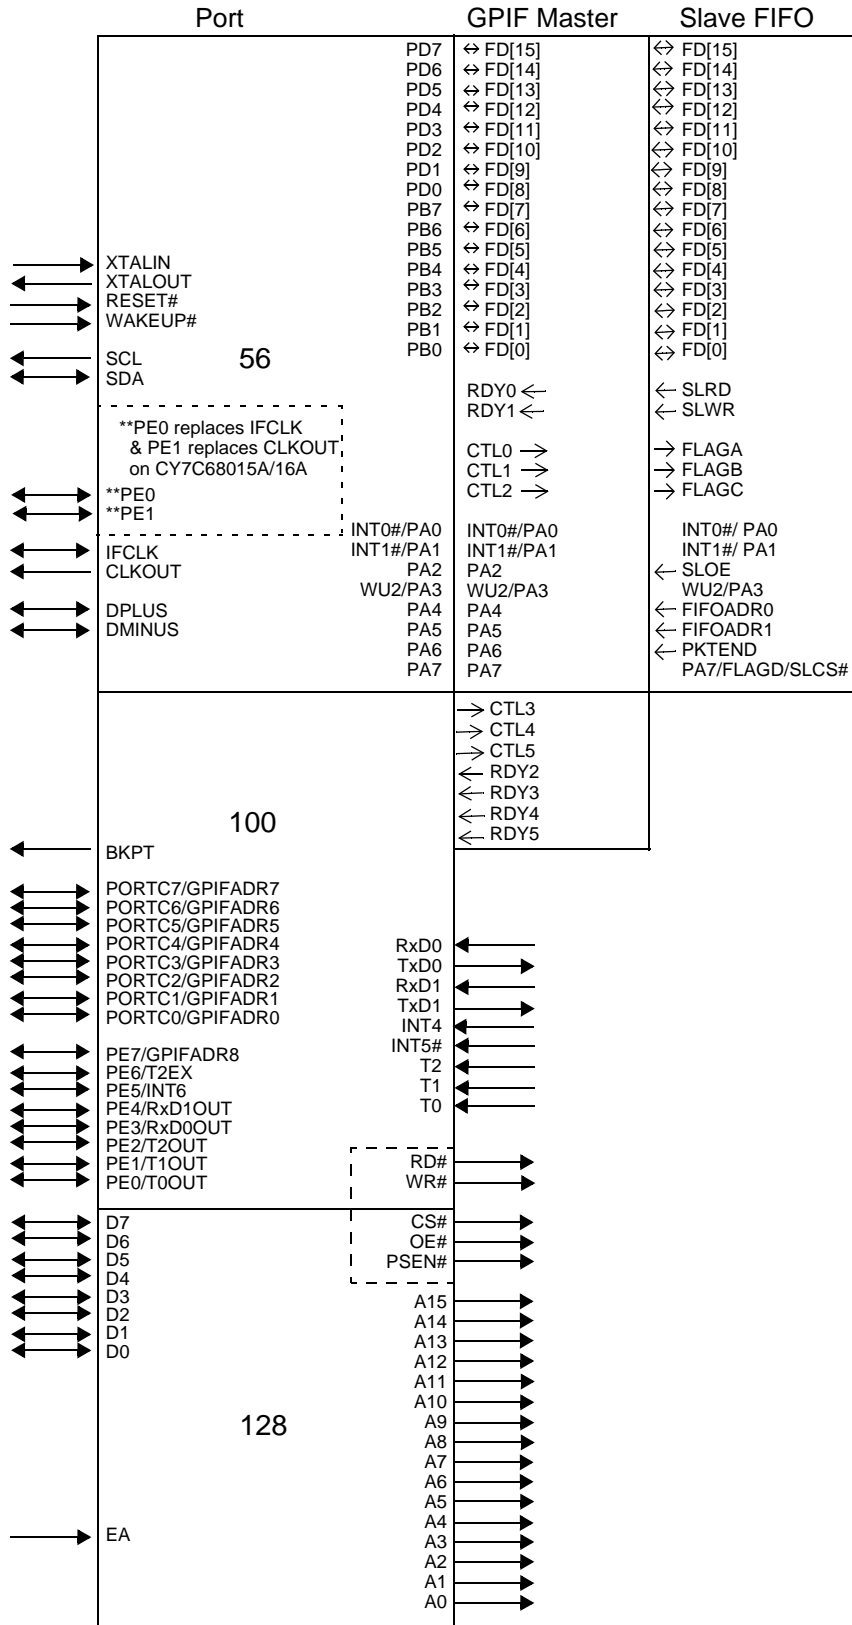 Port GPIF Master Slave FIFO
PD7 FD[15] FD[15]
PD6 FD[14] FD[14]
PD5 FD[13] FD[13]
PD4 FD[12] FD[12]
PD3 FD[11] FD[11]
PD2 FD[10] FD[10]
PD1 FD[9] FD[9]
PD0 FD[8] FD[8]
PB7 FD[7] FD[7]
PB6 FD[6] FD[6]
PB5 FD[5] FD[5]
PB4 FD[4] FD[4]
PB3 FD[3] FD[3]
PB2 FD[2] FD[2]
PB1 FD[1] FD[1]
PB0 FD[0] FD[0]
XTALIN
XTALOUT
RESET#
WAKEUP#
SCL
SDA
56
RDY0 SLRD
RDY1 SLWR
**PE0 replaces IFCLK
& PE1 replaces CLKOUT
on CY7C68015A/16A
CTL0 FLAGA
CTL1 FLAGB
CTL2 FLAGC
**PE0
**PE1
IFCLK
CLKOUT
DPLUS
DMINUS
INT0#/PA0 INT0#/PA0 INT0#/ PA0
INT1#/PA1 INT1#/PA1 INT1#/ PA1
PA2 PA2 SLOE
WU2/PA3 WU2/PA3 WU2/PA3
PA4 PA4 FIFOADR0
PA5 PA5 FIFOADR1
PA6 PA6 PKTEND
PA7 PA7 PA7/FLAGD/SLCS#
CTL3
CTL4
CTL5
RDY2
RDY3
RDY4
RDY5
100
BKPT
PORTC7/GPIFADR7
PORTC6/GPIFADR6
PORTC5/GPIFADR5
PORTC4/GPIFADR4
PORTC3/GPIFADR3
PORTC2/GPIFADR2
PORTC1/GPIFADR1
PORTC0/GPIFADR0
RxD0
TxD0
RxD1
TxD1
INT4
INT5#
T2
T1
T0
PE7/GPIFADR8
PE6/T2EX
PE5/INT6
PE4/RxD1OUT
PE3/RxD0OUT
PE2/T2OUT
PE1/T1OUT
PE0/T0OUT
RD#
WR#
CS#
OE#
PSEN#
D7
D6
D5
D4
D3
D2
D1
D0
A15
A14
A13
A12
A11
A10
A9
A8
A7
A6
A5
A4
A3
A2
A1
A0
128
EA